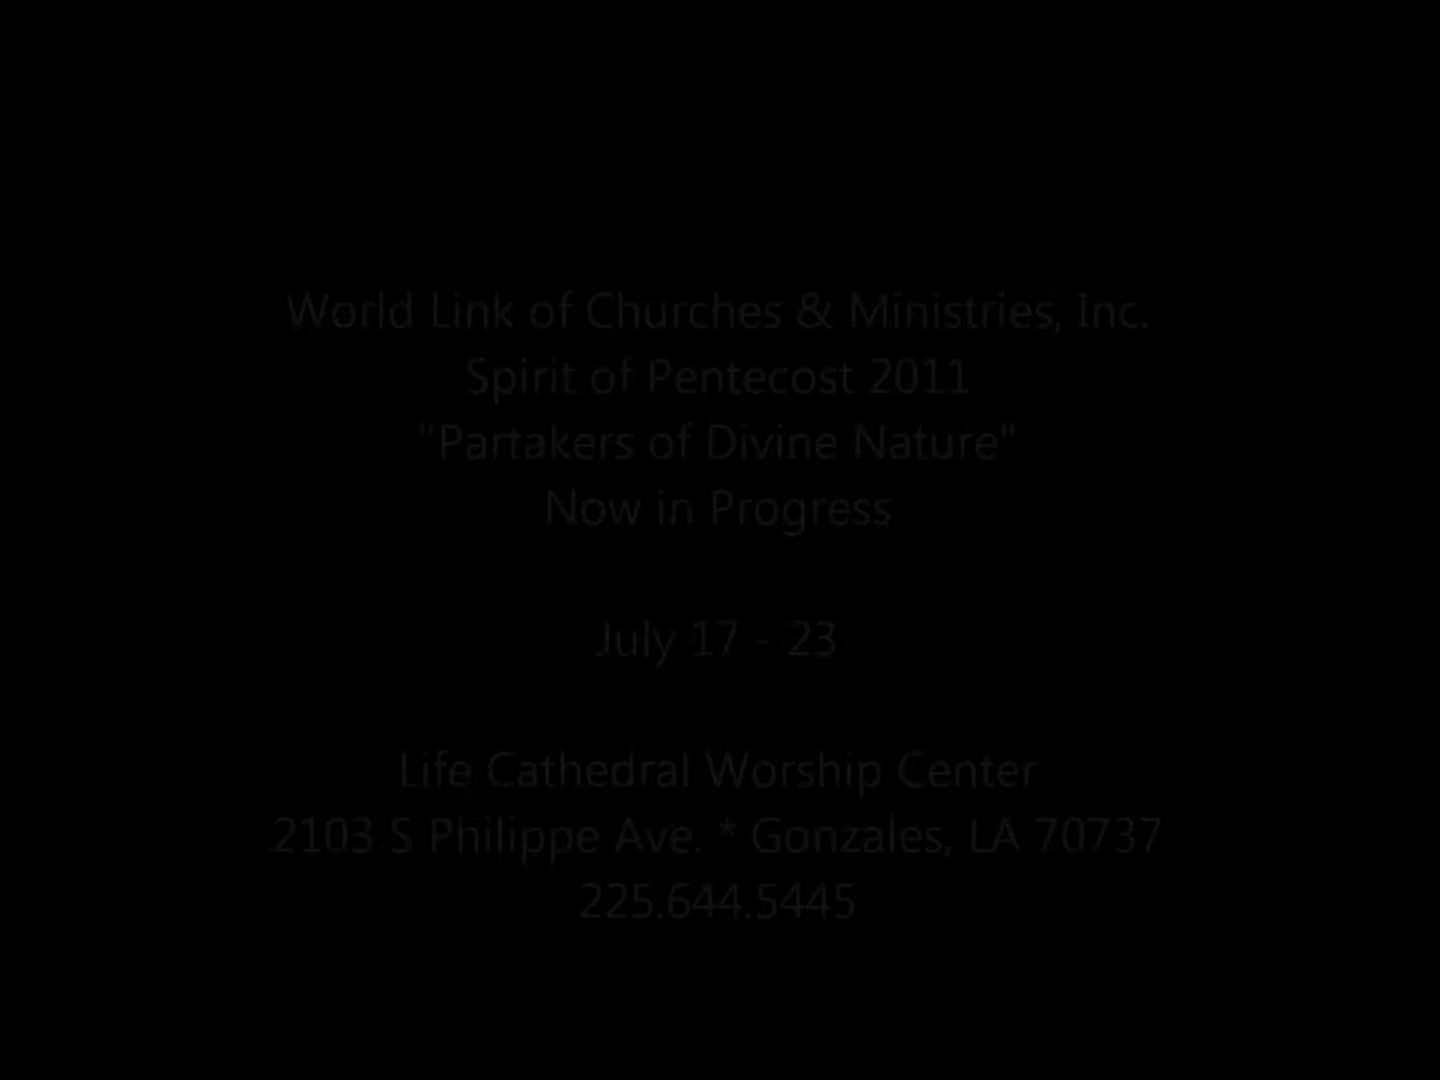 World Link of Churches & Ministries, Inc.
Spirit of Pentecost 2011
"Partakers of Divine Nature"
Now in Progress
July 17 - 23
Life Cathedral Worship Center
2103 S Philippe Ave. * Gonzales, LA 70737
225.644.5445